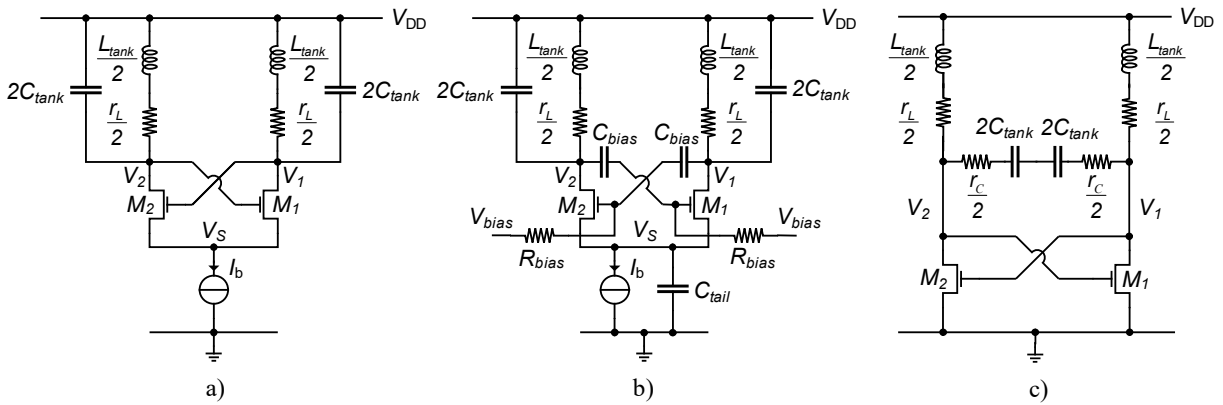 V_DD
L_tank/2
L_tank/2
2C_tank
2C_tank
r_L/2
r_L/2
V_2
V_1
M_2
M_1
V_S
I_b
a)
V_DD
L_tank/2
L_tank/2
2C_tank
2C_tank
r_L/2
r_L/2
C_bias
C_bias
V_2
V_1
M_2
M_1
V_bias
V_bias
V_S
R_bias
R_bias
I_b
C_tail
b)
V_DD
L_tank/2
L_tank/2
r_L/2
r_L/2
2C_tank
2C_tank
r_C/2
r_C/2
V_2
V_1
M_2
M_1
c)